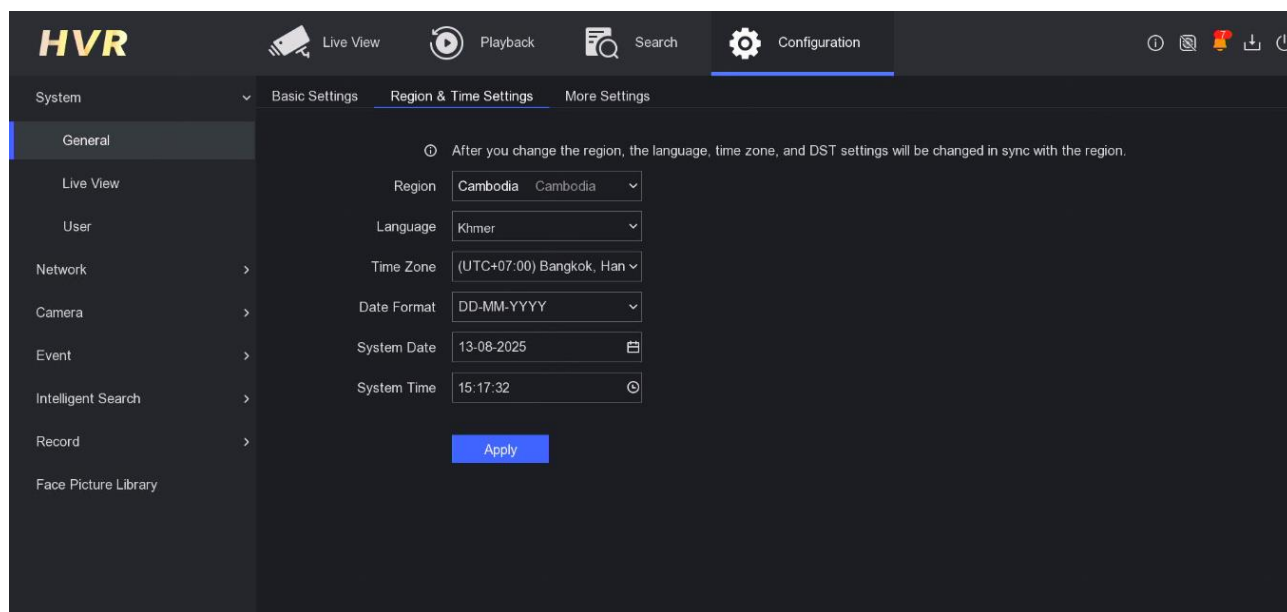 HVR
Live View
Playback
Search
Configuration
7
System
General
Live View
User
Network
Camera
Event
Intelligent Search
Record
Face Picture Library
Basic Settings
Region & Time Settings
More Settings
After you change the region, the language, time zone, and DST settings will be changed in sync with the region.
Region Cambodia Cambodia
Language Khmer
Time Zone (UTC+07:00) Bangkok, Han
Date Format DD-MM-YYYY
System Date 13-08-2025
System Time 15:17:32
Apply